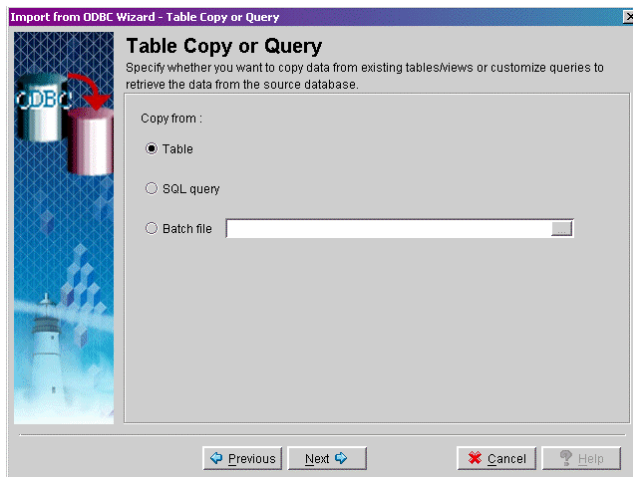 Import from ODBC Wizard - Table Copy or Query
Table Copy or Query
Specify whether you want to copy data from existing tables/views or customize queries to
retrieve the data from the source database.
ODBC
Copy from :
Table
SQL query
Batch file
...
Previous
Next
Cancel
Help